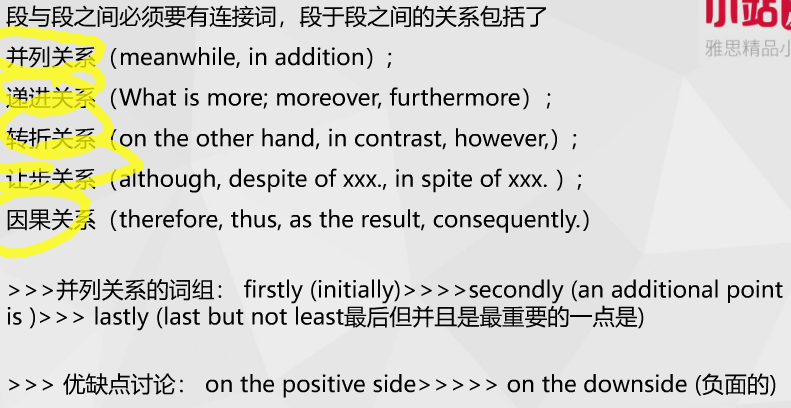 段与段之间必须要有连接词，段于段之间的关系包括了
小站
雅思精品小
并列关系（meanwhile, in addition）;
递进关系（What is more; moreover, furthermore）;
转折关系（on the other hand, in contrast, however,）;
让步关系（although, despite of xxx., in spite of xxx. ）;
因果关系（therefore, thus, as the result, consequently.）
>>>并列关系的词组： firstly (initially)>>>>secondly (an additional point
is )>>> lastly (last but not least最后但并且是最重要的一点是)
>>> 优缺点讨论： on the positive side>>>>> on the downside (负面的)